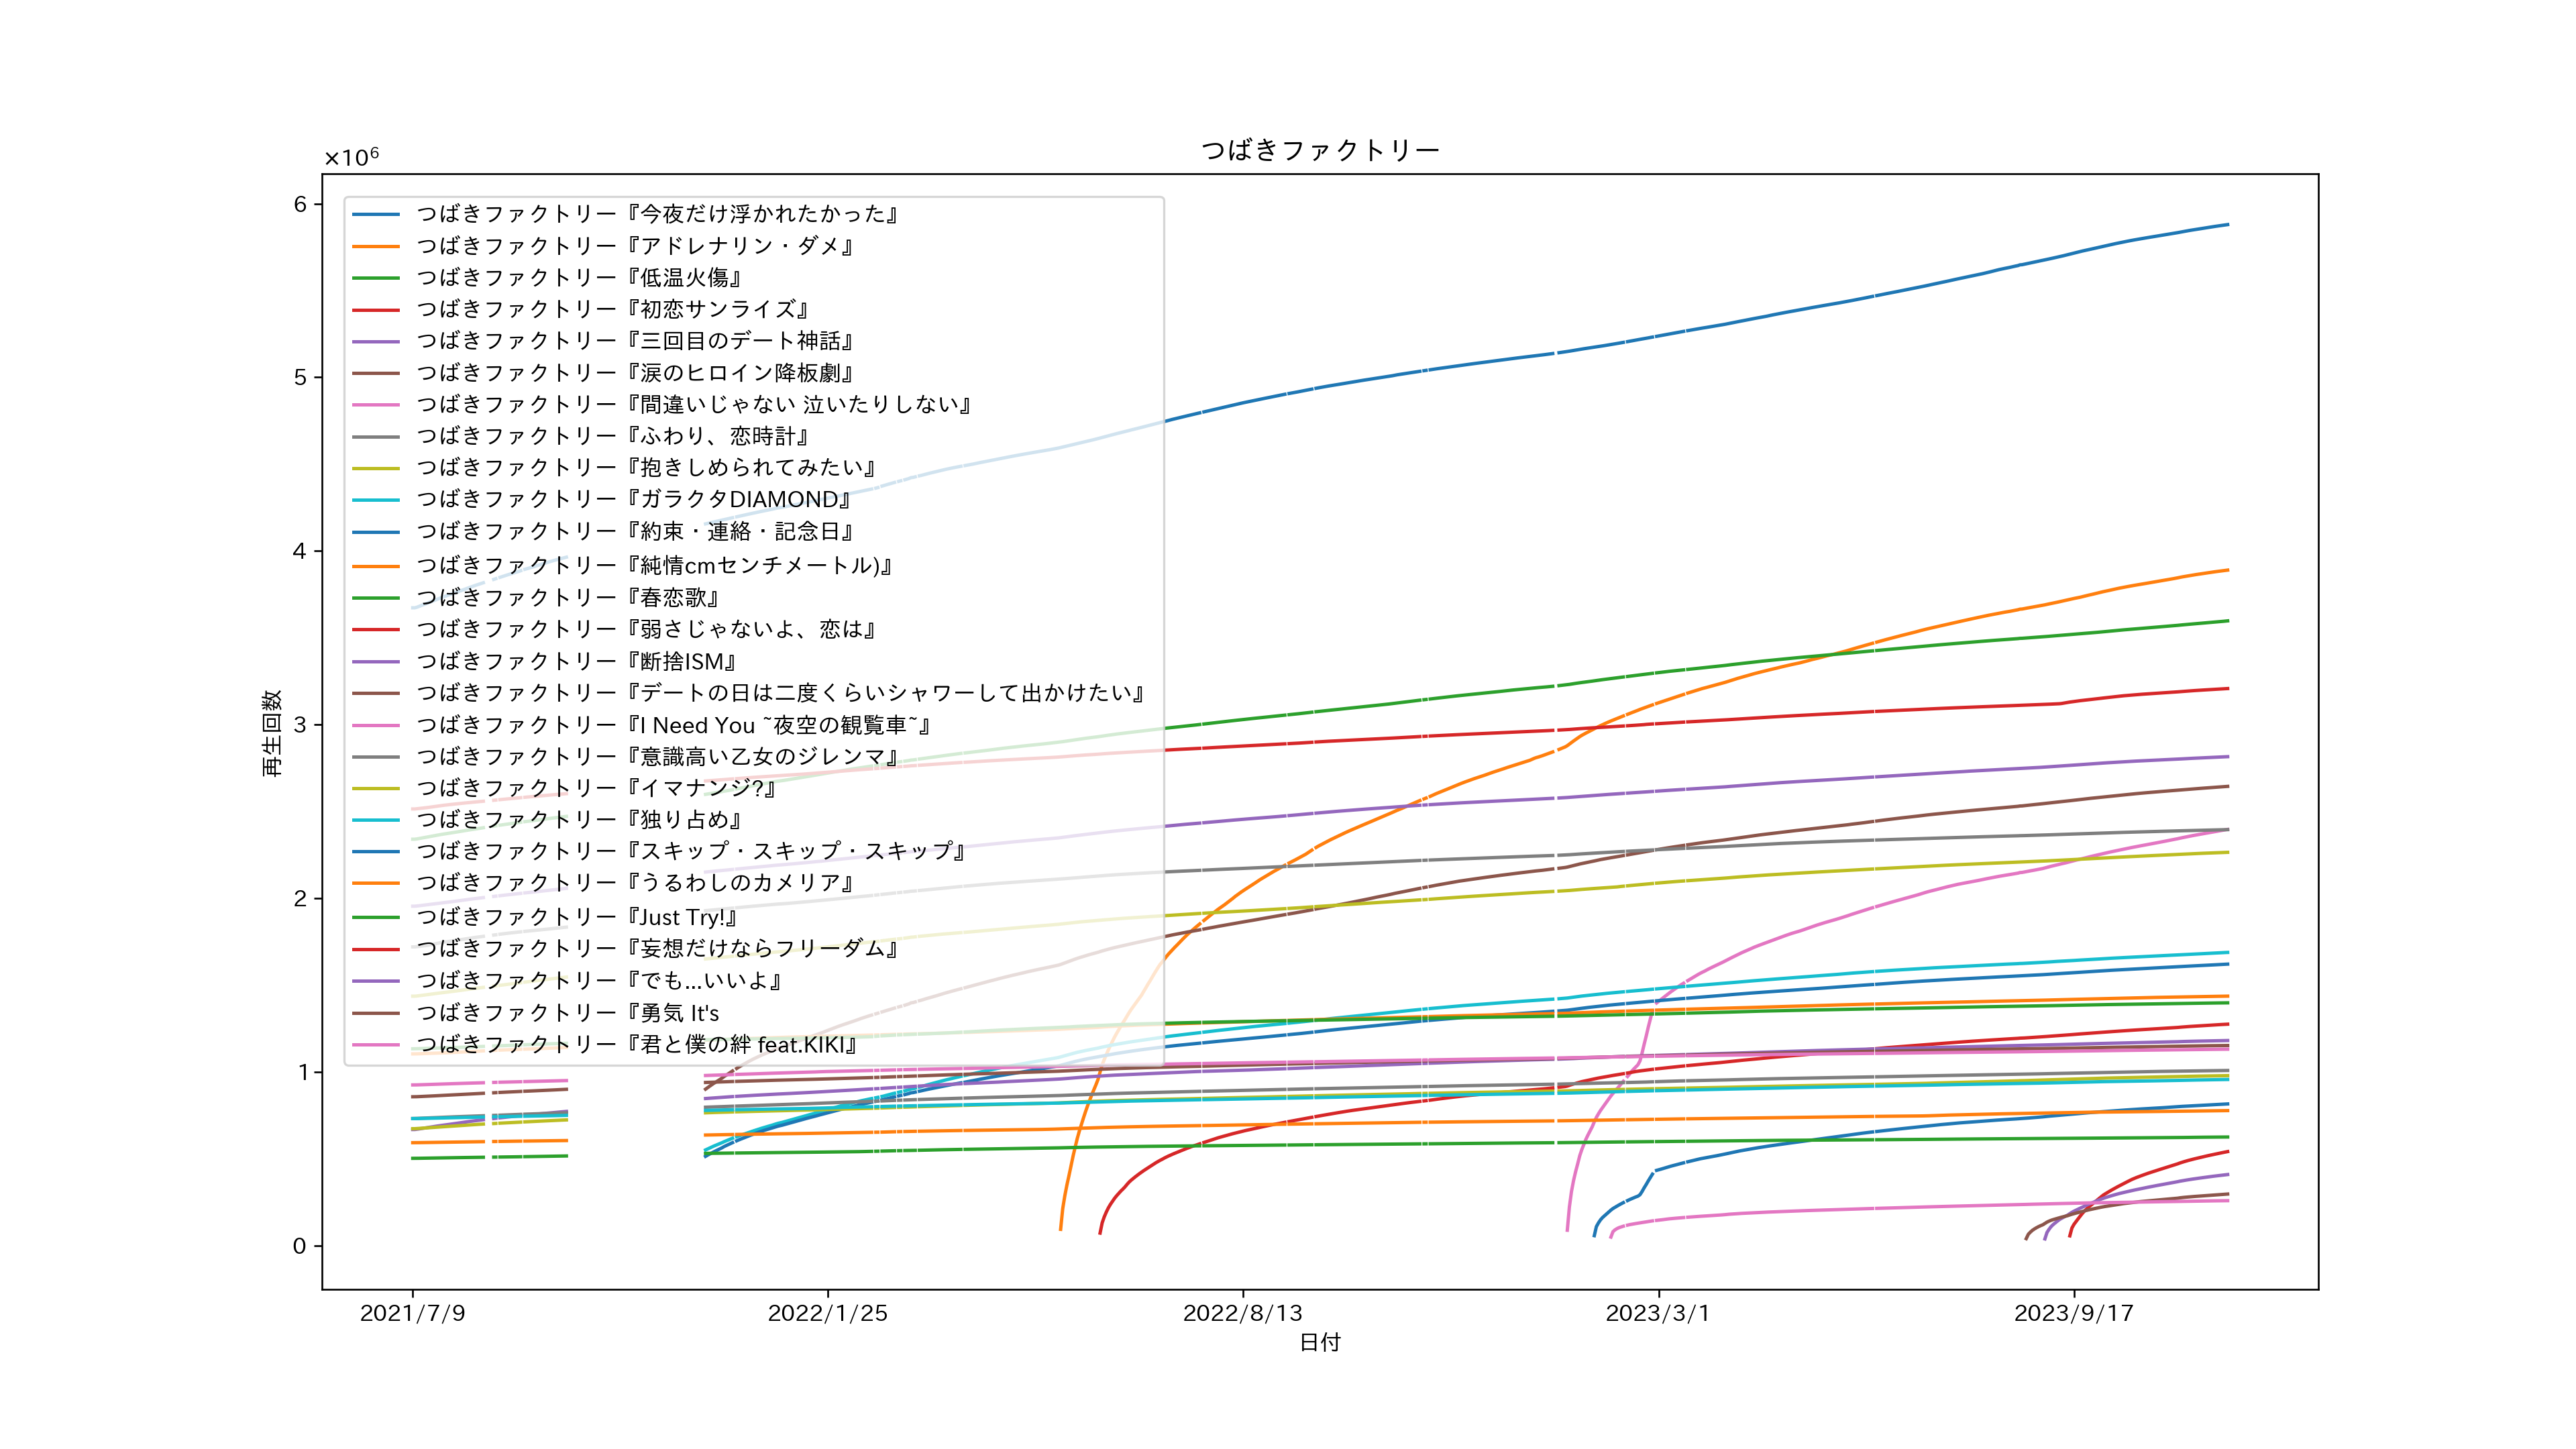 つばきファクトリー
×10⁶
6
5
4
3
2
1
0
再生回数
つばきファクトリー『今夜だけ浮かれたかった』
つばきファクトリー『アドレナリン・ダメ』
つばきファクトリー『低温火傷』
つばきファクトリー『初恋サンライズ』
つばきファクトリー『三回目のデート神話』
つばきファクトリー『涙のヒロイン降板劇』
つばきファクトリー『間違いじゃない 泣いたりしない』
つばきファクトリー『ふわり、恋時計』
つばきファクトリー『抱きしめられてみたい』
つばきファクトリー『ガラクタDIAMOND』
つばきファクトリー『約束・連絡・記念日』
つばきファクトリー『純情cmセンチメートル)』
つばきファクトリー『春恋歌』
つばきファクトリー『弱さじゃないよ、恋は』
つばきファクトリー『断捨ISM』
つばきファクトリー『デートの日は二度くらいシャワーして出かけたい』
つばきファクトリー『I Need You ~夜空の観覧車~』
つばきファクトリー『意識高い乙女のジレンマ』
つばきファクトリー『イマナンジ?』
つばきファクトリー『独り占め』
つばきファクトリー『スキップ・スキップ・スキップ』
つばきファクトリー『うるわしのカメリア』
つばきファクトリー『Just Try!』
つばきファクトリー『妄想だけならフリーダム』
つばきファクトリー『でも...いいよ』
つばきファクトリー『勇気 It's
つばきファクトリー『君と僕の絆 feat.KIKI』
2021/7/9 2022/1/25 2022/8/13 2023/3/1 2023/9/17
日付